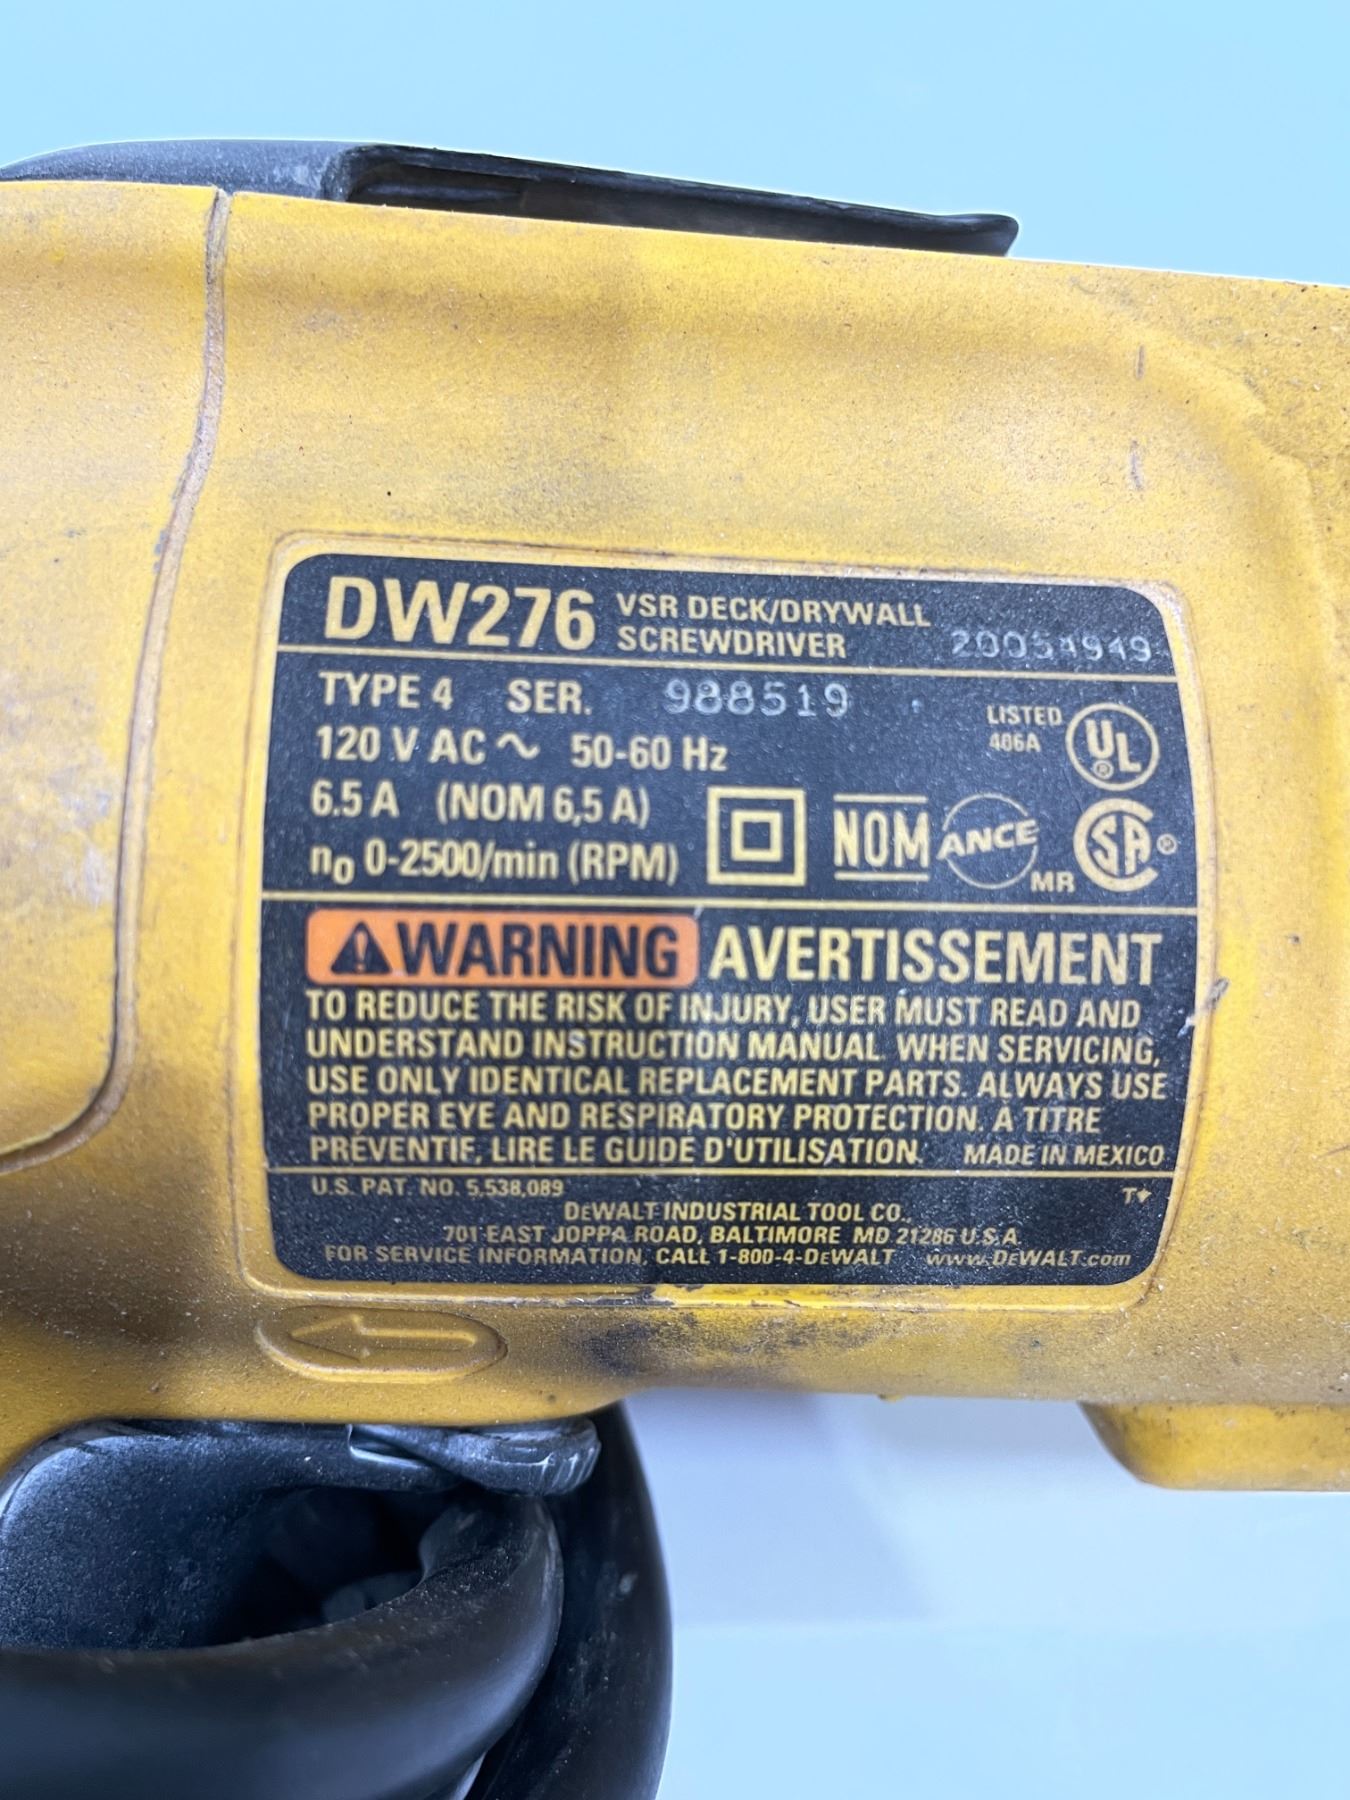 DW276 VSR DECK/DRYWALL
SCREWDRIVER 20054949
TYPE 4 SER. 988519
LISTED
406A
UL®
120 V AC ~ 50-60 Hz
6.5 A (NOM 6,5 A)
n₀ 0-2500/min (RPM)
NOM
ANCE
MR
CSA®
WARNING AVERTISSEMENT
TO REDUCE THE RISK OF INJURY, USER MUST READ AND
UNDERSTAND INSTRUCTION MANUAL. WHEN SERVICING,
USE ONLY IDENTICAL REPLACEMENT PARTS. ALWAYS USE
PROPER EYE AND RESPIRATORY PROTECTION. À TITRE
PRÉVENTIF, LIRE LE GUIDE D'UTILISATION. MADE IN MEXICO
U.S. PAT. NO. 5,538,089
DEWALT INDUSTRIAL TOOL CO.,
701 EAST JOPPA ROAD, BALTIMORE MD 21286 U.S.A.
FOR SERVICE INFORMATION, CALL 1-800-4-DEWALT www.DEWALT.com